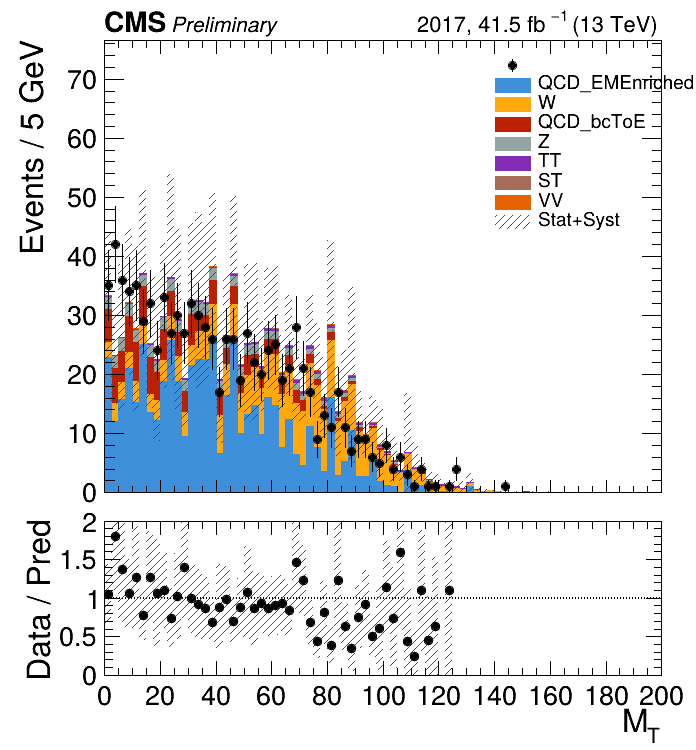 CMS Preliminary 2017, 41.5 fb⁻¹ (13 TeV)
Events / 5 GeV
70
60
50
40
30
20
10
0
QCD_EMEnriched
W
QCD_bcToE
Z
TT
ST
VV
Stat+Syst
Data / Pred
2
1.5
1
0.5
0
0 20 40 60 80 100 120 140 160 180 200
M_T